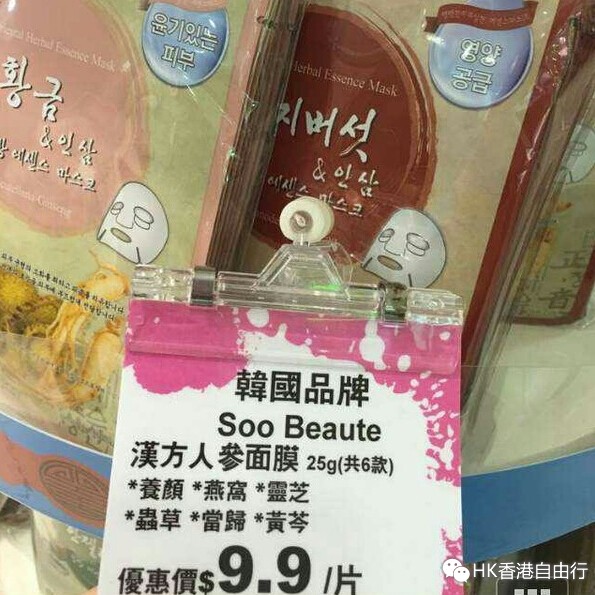 윤기있는
피부
Herbal Essence Mask
황금
&인삼
에센스 마스크
영양
공급
Herbal Essence Mask
지버섯
&인삼
에센스 마스크
韓國品牌
Soo Beaute
漢方人參面膜 25g(共6款)
*養顏 *燕窩 *靈芝
*蟲草 *當歸 *黃芩
優惠價$9.9/片
HK香港自由行